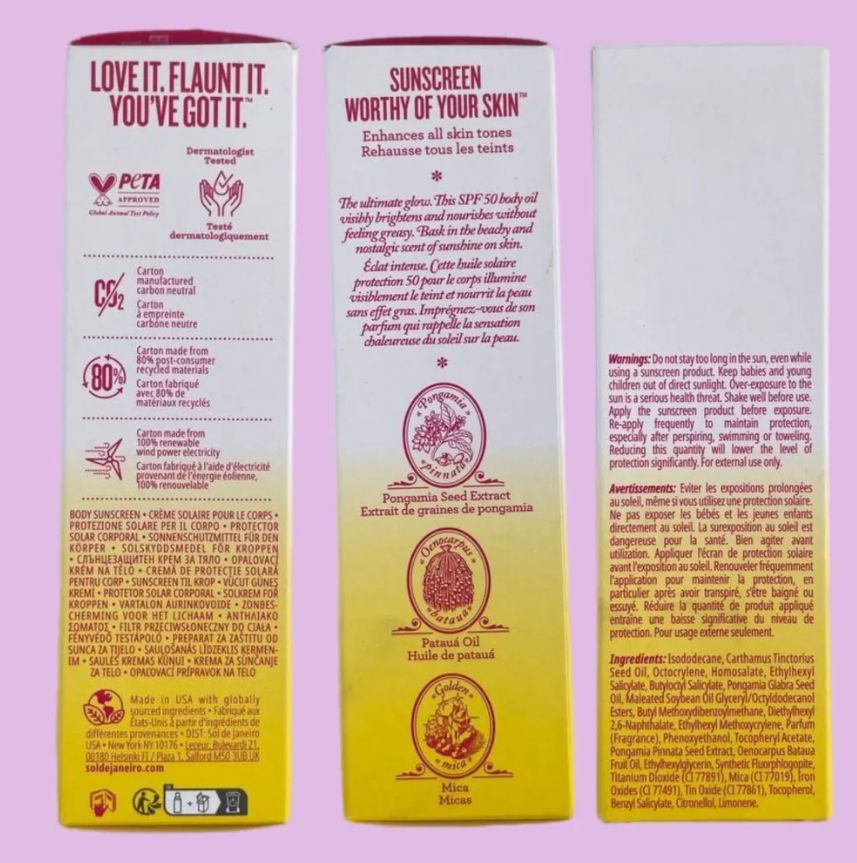 LOVE IT. FLAUNT IT.
YOU'VE GOT IT.™
PETA
APPROVED
Global Animal Test Policy
Dermatologist
Tested
Testé
dermatologiquement
CO2
Carton
manufactured
carbon neutral
Carton
à empreinte
carbone neutre
80%
Carton made from
80% post-consumer
recycled materials
Carton fabriqué
avec 80% de
matériaux recyclés
Carton made from
100% renewable
wind power electricity
Carton fabriqué à l'aide d'électricité
provenant de l'énergie éolienne,
100% renouvelable
BODY SUNSCREEN • CRÈME SOLAIRE POUR LE CORPS •
PROTEZIONE SOLARE PER IL CORPO • PROTECTOR
SOLAR CORPORAL • SONNENSCHUTZMITTEL FÜR DEN
KÖRPER • SOLSKYDDSMEDEL FÖR KROPPEN
• СЛЪНЦЕЗАЩИТЕН КРЕМ ЗА ТЯЛО • OPALOVACÍ
KRÉM NA TĚLO • CREMĂ DE PROTECȚIE SOLARĂ
PENTRU CORP • SUNSCREEN TIL KROP • VÜCUT GÜNEŞ
KREMİ • PROTETOR SOLAR CORPORAL • SOLKREM FOR
KROPPEN • VARTALON AURINKOVOIDE • ZONBES-
CHERMING VOOR HET LICHAAM • ΑΝΤΗΛΙΑΚΟ
ΣΩΜΑΤΟΣ • FILTR PRZECIWSŁONECZNY DO CIAŁA •
FÉNYVÉDŐ TESTÁPOLÓ • PREPARAT ZA ZAŠTITU OD
SUNCA ZA TIJELO • SAULOŠANĀS LĪDZEKLIS ĶERMEN-
IM • SAULĖS KREMAS KŪNUI • KREMA ZA SUNČANJE
ZA TELO • OPAĽOVACÍ PRÍPRAVOK NA TELO
Made in USA with globally
sourced ingredients • Fabriqué aux
États-Unis à partir d'ingrédients de
différentes provenances • DIST: Sol de Janeiro
USA • New York NY 10176 • Leceur, Bulevardi 21,
00180 Helsinki FI / Plaza 1, Salford M50 3UB UK
soldejaneiro.com
SUNSCREEN
WORTHY OF YOUR SKIN™
Enhances all skin tones
Rehausse tous les teints
*
The ultimate glow. This SPF 50 body oil
visibly brightens and nourishes without
feeling greasy. Bask in the beachy and
nostalgic scent of sunshine on skin.
Éclat intense. Cette huile solaire
protection 50 pour le corps illumine
visiblement le teint et nourrit la peau
sans effet gras. Imprégnez-vous de son
parfum qui rappelle la sensation
chaleureuse du soleil sur la peau.
*
Pongamia
pinnata
Pongamia Seed Extract
Extrait de graines de pongamia
Oenocarpus
bataua
Patauá Oil
Huile de patauá
Golden
mica
Mica
Micas
Warnings: Do not stay too long in the sun, even while
using a sunscreen product. Keep babies and young
children out of direct sunlight. Over-exposure to the
sun is a serious health threat. Shake well before use.
Apply the sunscreen product before exposure.
Re-apply frequently to maintain protection,
especially after perspiring, swimming or toweling.
Reducing this quantity will lower the level of
protection significantly. For external use only.
Avertissements: Eviter les expositions prolongées
au soleil, même si vous utilisez une protection solaire.
Ne pas exposer les bébés et les jeunes enfants
directement au soleil. La surexposition au soleil est
dangereuse pour la santé. Bien agiter avant
utilization. Appliquer l'écran de protection solaire
avant l'exposition au soleil. Renouveler fréquemment
l'application pour maintenir la protection, en
particulier après avoir transpiré, s'être baigné ou
essuyé. Réduire la quantité de produit appliqué
entraine une baisse significative du niveau de
protection. Pour usage externe seulement.
Ingredients: Isododecane, Carthamus Tinctorius
Seed Oil, Octocrylene, Homosalate, Ethylhexyl
Salicylate, Butyloctyl Salicylate, Pongamia Glabra Seed
Oil, Maleated Soybean Oil Glyceryl/Octyldodecanol
Esters, Butyl Methoxydibenzoylmethane, Diethylhexyl
2,6-Naphthalate, Ethylhexyl Methoxycrylene, Parfum
(Fragrance), Phenoxyethanol, Tocopheryl Acetate,
Pongamia Pinnata Seed Extract, Oenocarpus Bataua
Fruit Oil, Ethylhexylglycerin, Synthetic Fluorphlogopite,
Titanium Dioxide (CI 77891), Mica (CI 77019), Iron
Oxides (CI 77491), Tin Oxide (CI 77861), Tocopherol,
Benzyl Salicylate, Citronellol, Limonene.